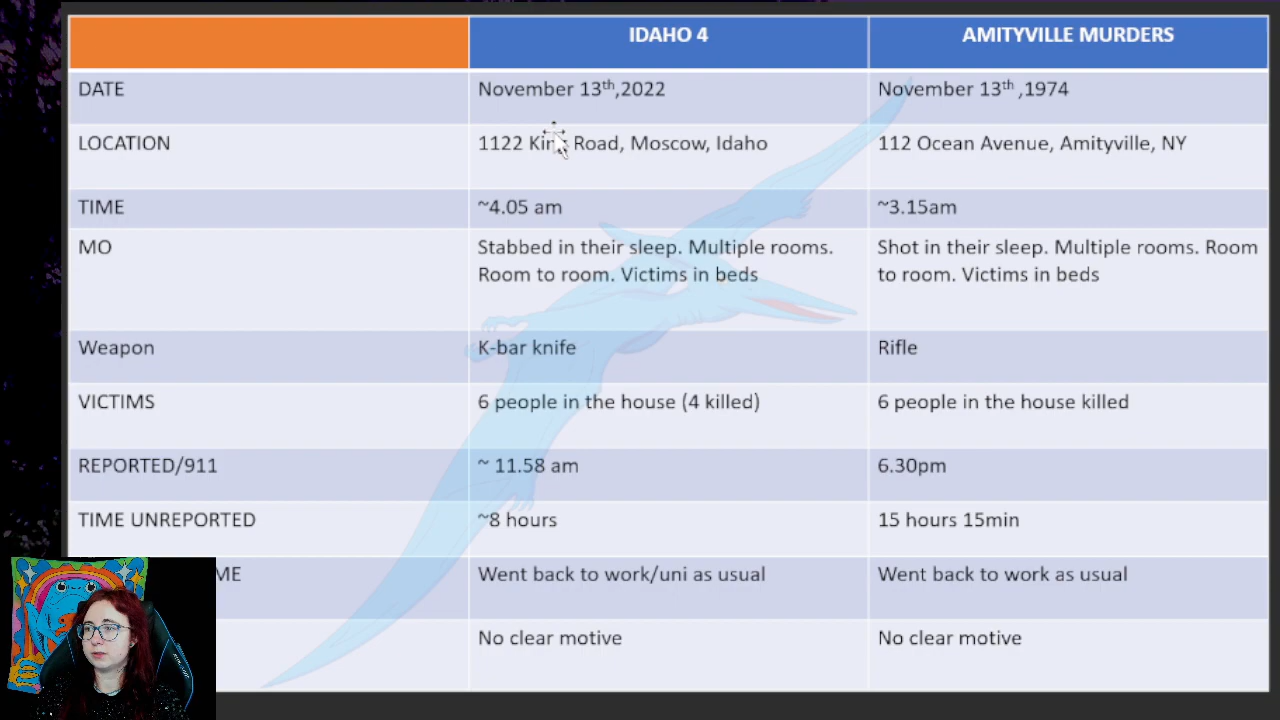 IDAHO 4 AMITYVILLE MURDERS
DATE November 13th,2022 November 13th ,1974
LOCATION 1122 King Road, Moscow, Idaho 112 Ocean Avenue, Amityville, NY
TIME ~4.05 am ~3.15am
MO Stabbed in their sleep. Multiple rooms. Shot in their sleep. Multiple rooms. Room
Room to room. Victims in beds to room. Victims in beds
Weapon K-bar knife Rifle
VICTIMS 6 people in the house (4 killed) 6 people in the house killed
REPORTED/911 ~ 11.58 am 6.30pm
TIME UNREPORTED ~8 hours 15 hours 15min
ME Went back to work/uni as usual Went back to work as usual
No clear motive No clear motive